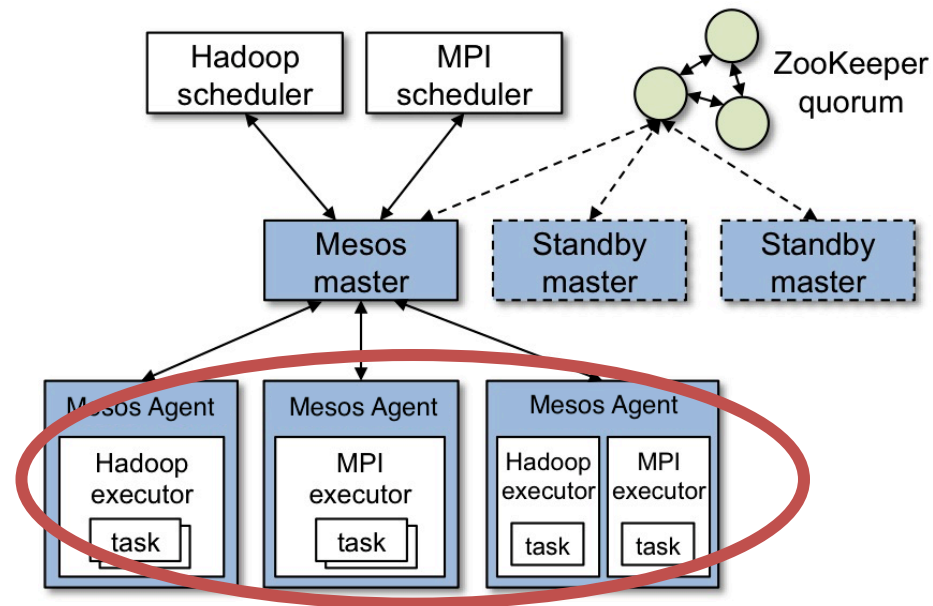 Hadoop
scheduler
MPI
scheduler
ZooKeeper
quorum
Mesos
master
Standby
master
Standby
master
Mesos Agent
Hadoop
executor
task
Mesos Agent
MPI
executor
task
Mesos Agent
Hadoop
executor
task
MPI
executor
task